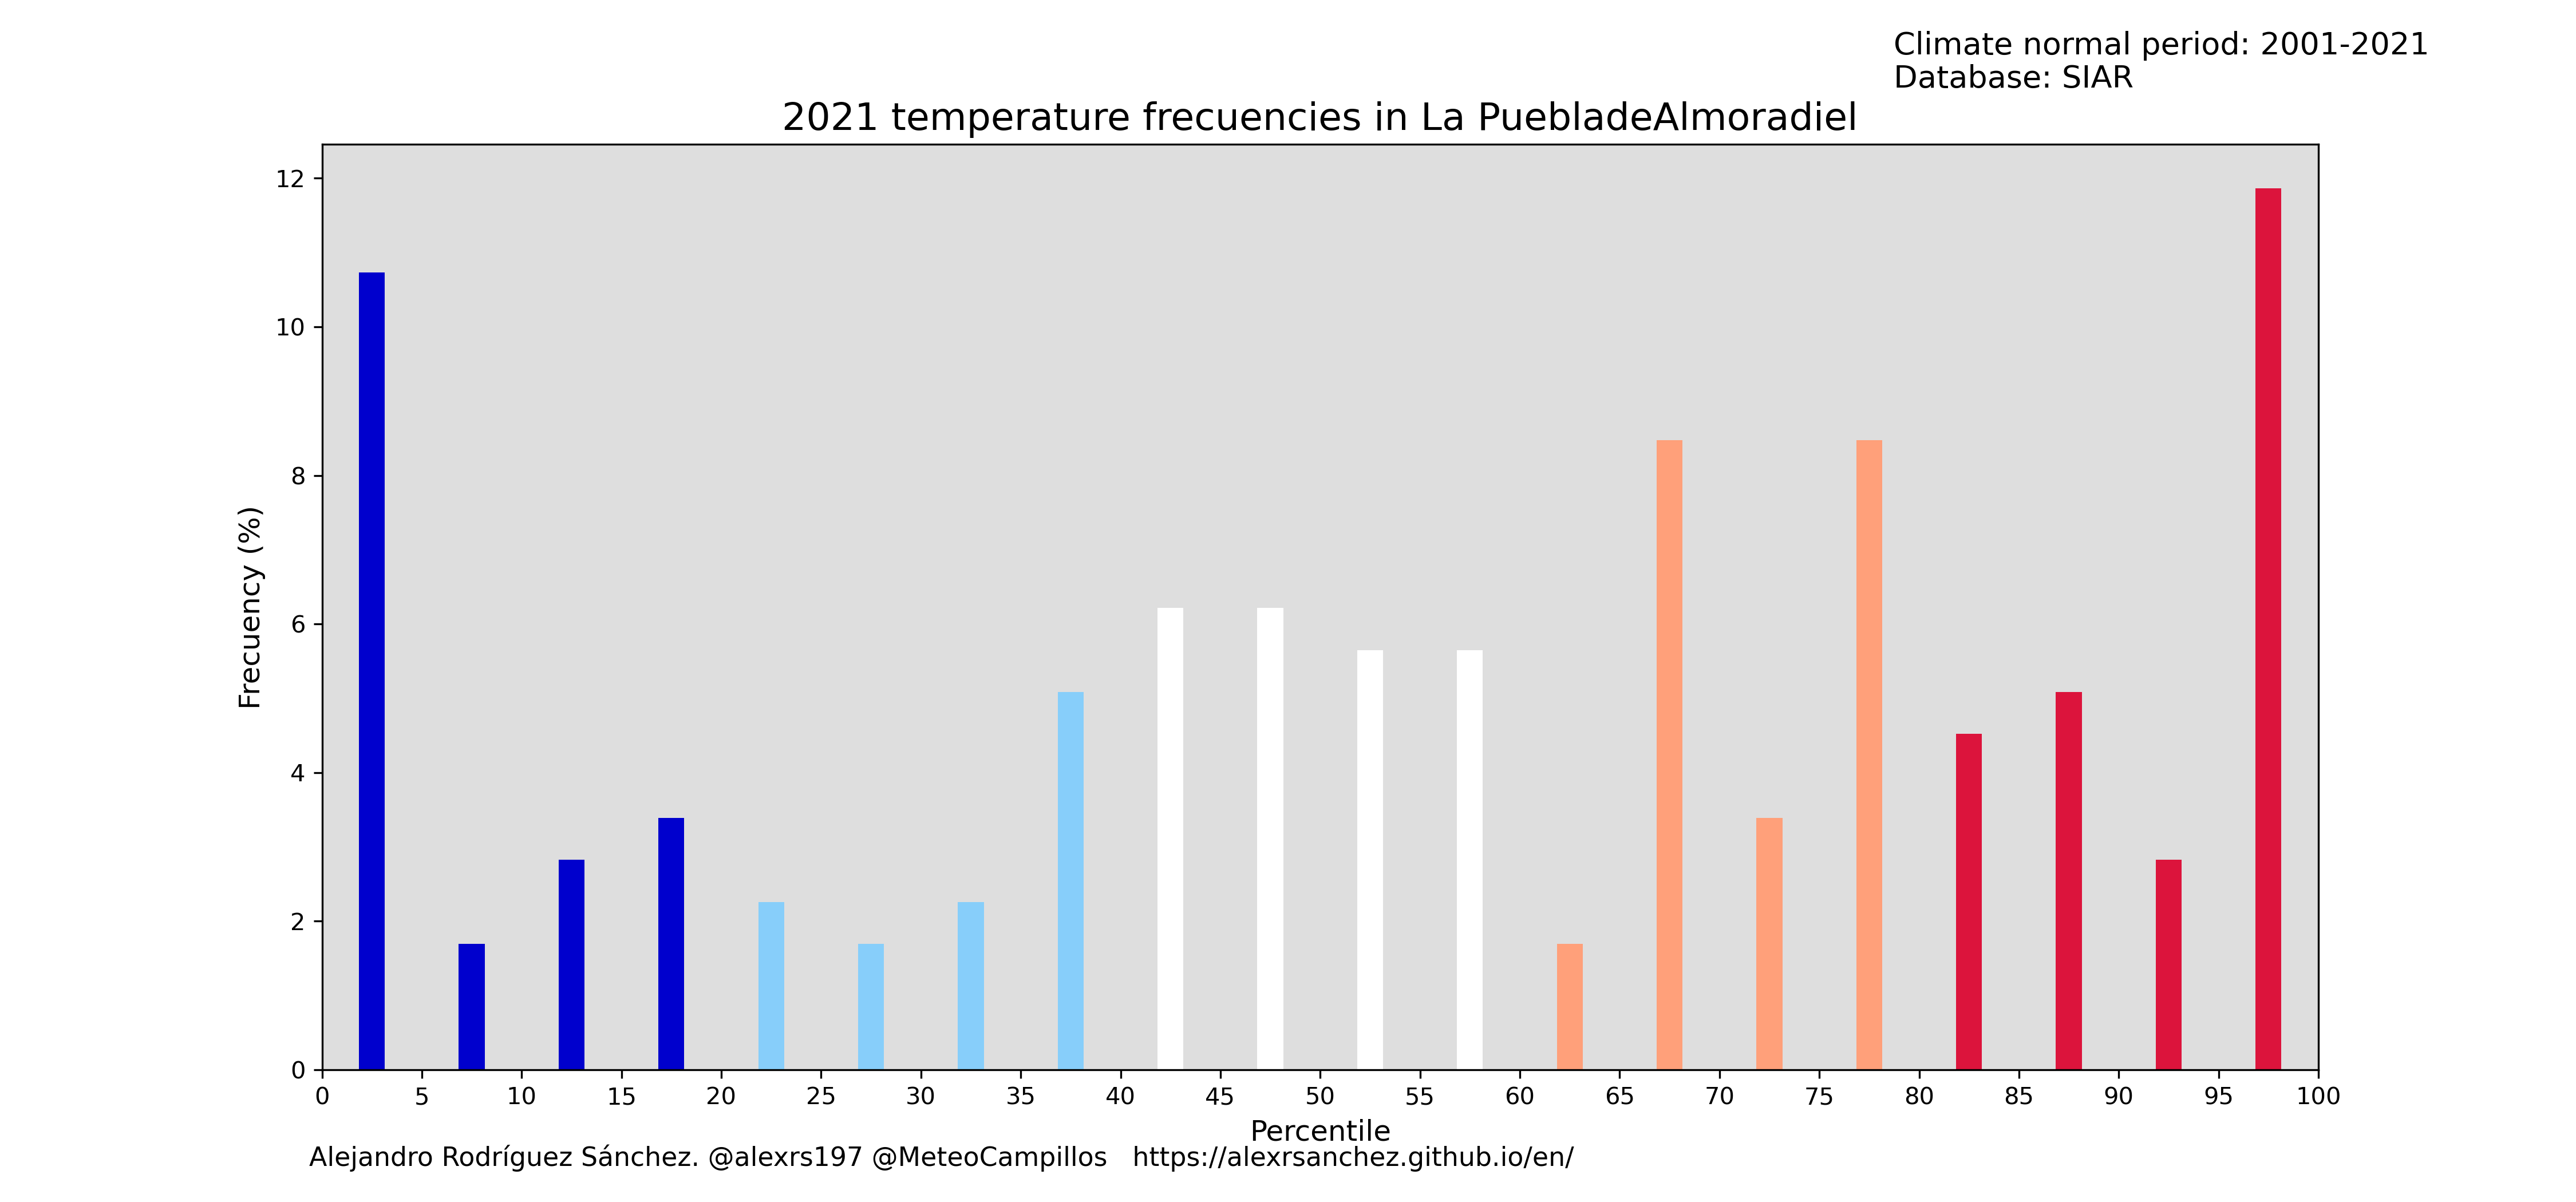 Climate normal period: 2001-2021
Database: SIAR
2021 temperature frecuencies in La PuebladeAlmoradiel
12
10
8
6
4
2
0
Frecuency (%)
0 5 10 15 20 25 30 35 40 45 50 55 60 65 70 75 80 85 90 95 100
Percentile
Alejandro Rodríguez Sánchez. @alexrs197 @MeteoCampillos https://alexrsanchez.github.io/en/